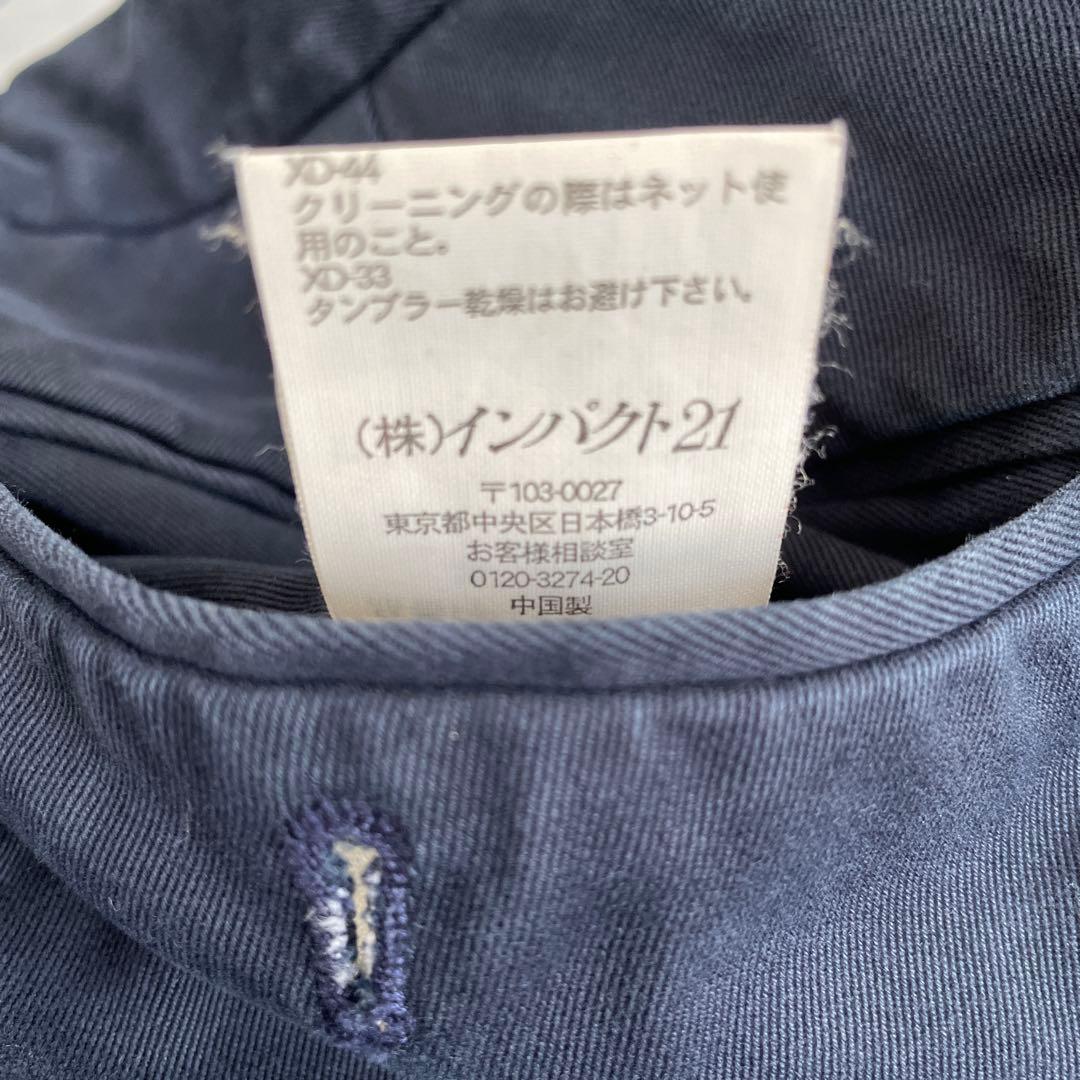 XD-44
クリーニングの際はネット使
用のこと。
XD-33
タンブラー乾燥はお避け下さい。
(株)インパクト21
〒103-0027
東京都中央区日本橋3-10-5
お客様相談室
0120-3274-20
中国製